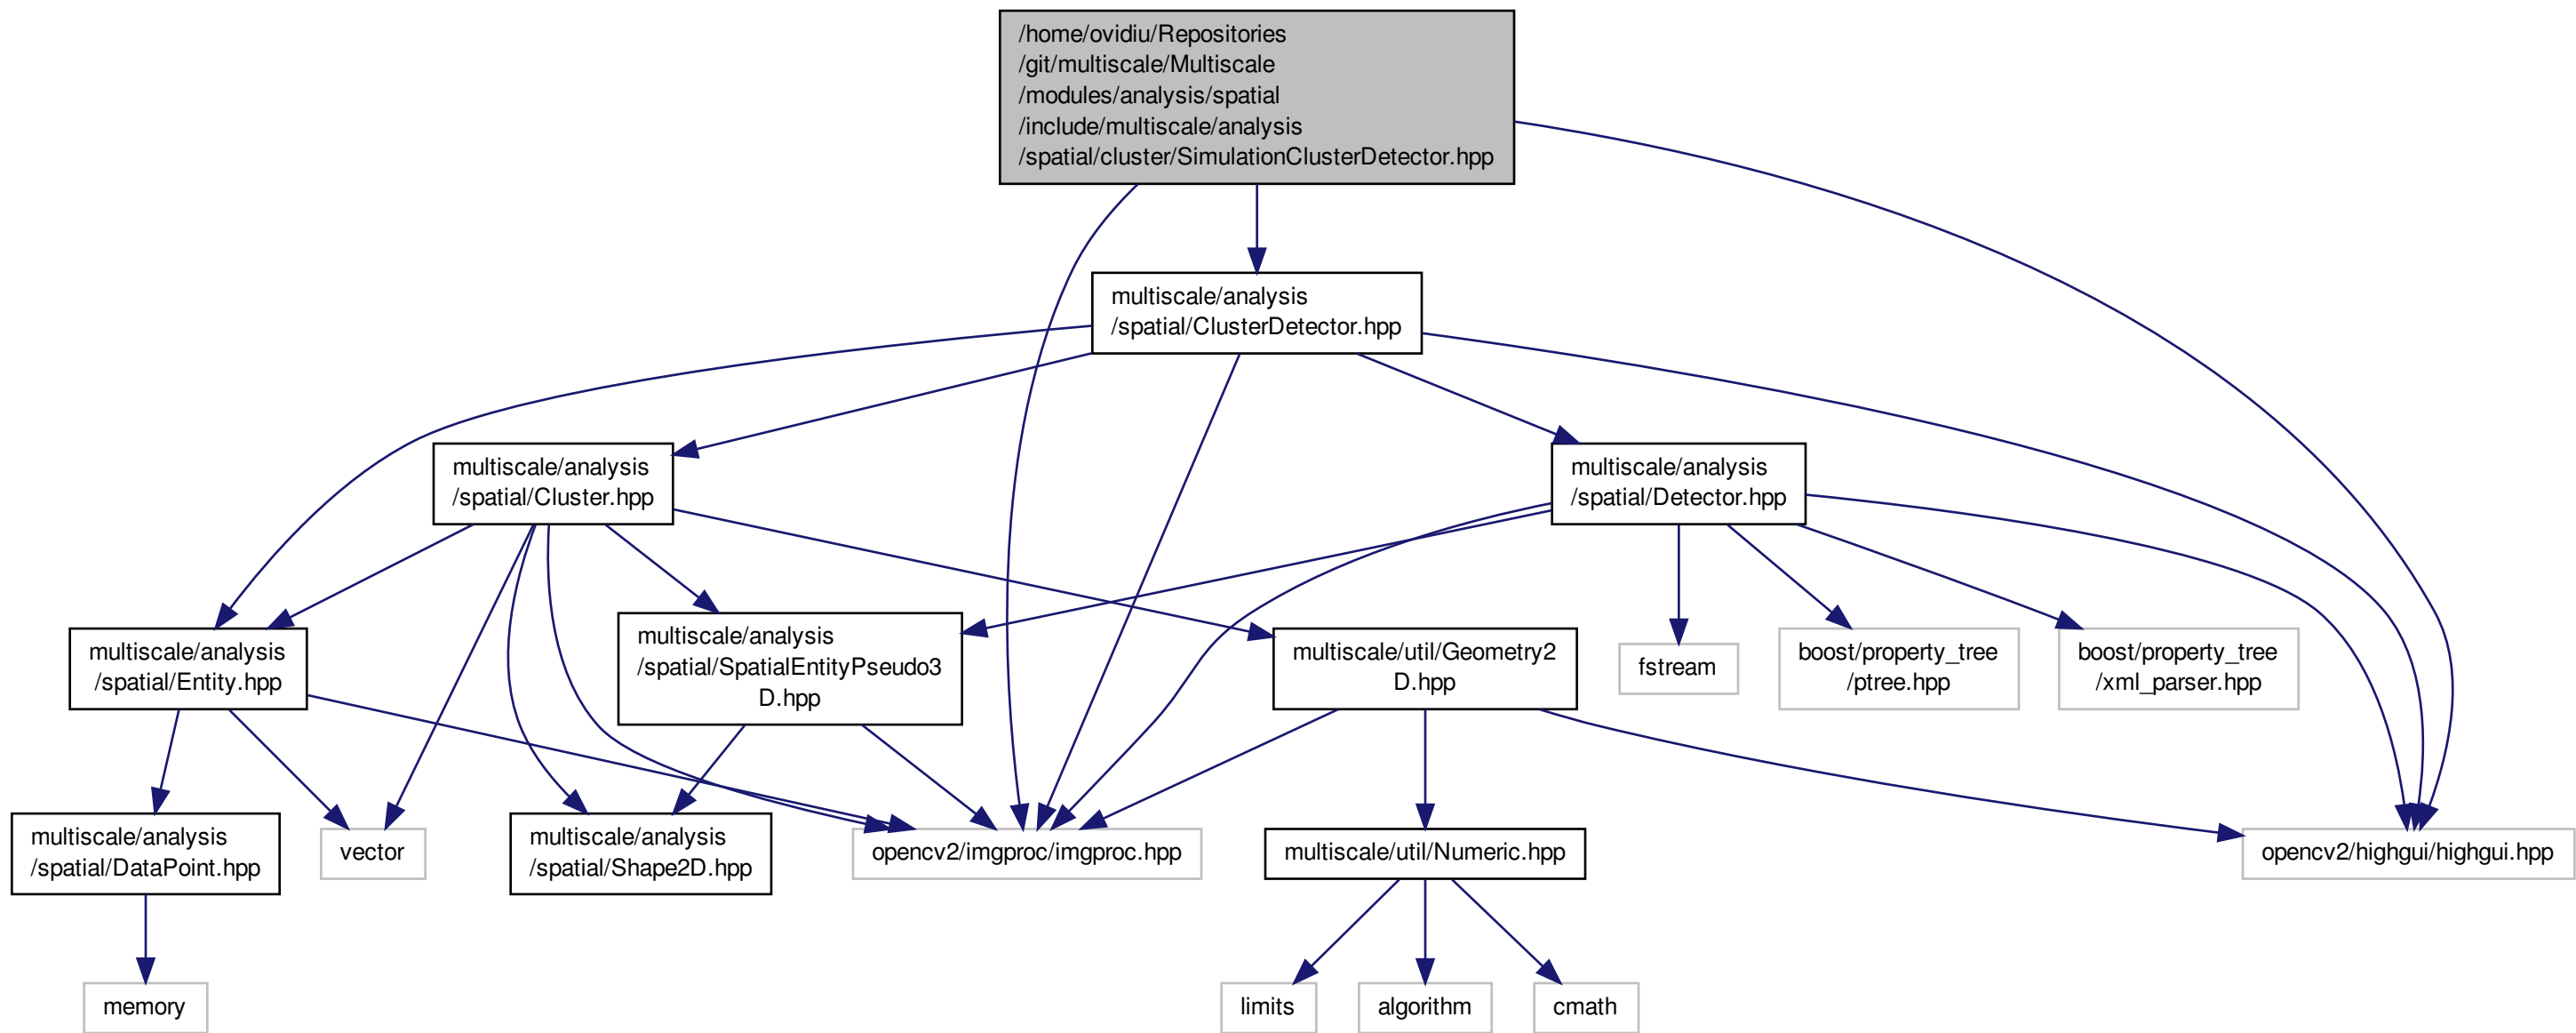 /home/ovidiu/Repositories
/git/multiscale/Multiscale
/modules/analysis/spatial
/include/multiscale/analysis
/spatial/cluster/SimulationClusterDetector.hpp
multiscale/analysis
/spatial/ClusterDetector.hpp
multiscale/analysis
/spatial/Cluster.hpp
multiscale/analysis
/spatial/Detector.hpp
multiscale/analysis
/spatial/Entity.hpp
multiscale/analysis
/spatial/SpatialEntityPseudo3
D.hpp
multiscale/util/Geometry2
D.hpp
fstream
boost/property_tree
/ptree.hpp
boost/property_tree
/xml_parser.hpp
multiscale/analysis
/spatial/DataPoint.hpp
vector
multiscale/analysis
/spatial/Shape2D.hpp
opencv2/imgproc/imgproc.hpp
multiscale/util/Numeric.hpp
opencv2/highgui/highgui.hpp
memory
limits
algorithm
cmath